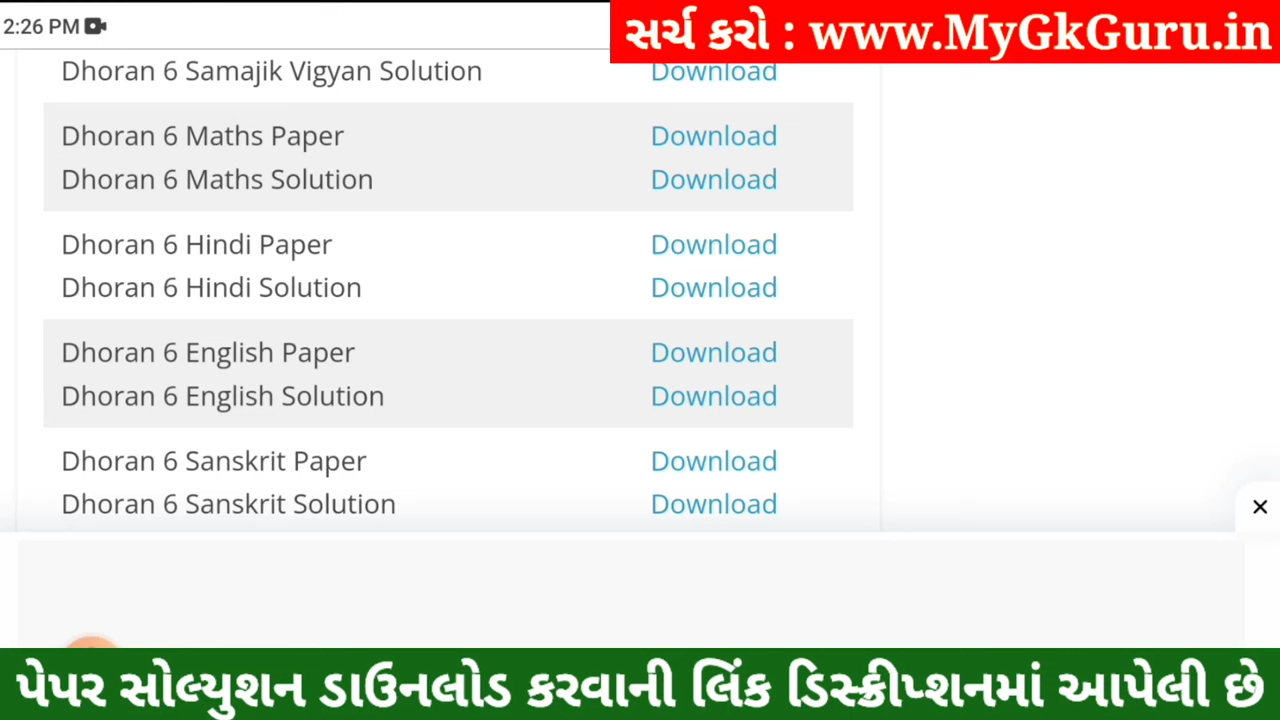 2:26 PM
સર્ચ કરો : www.MyGkGuru.in
Dhoran 6 Samajik Vigyan Solution Download
Dhoran 6 Maths Paper Download
Dhoran 6 Maths Solution Download
Dhoran 6 Hindi Paper Download
Dhoran 6 Hindi Solution Download
Dhoran 6 English Paper Download
Dhoran 6 English Solution Download
Dhoran 6 Sanskrit Paper Download
Dhoran 6 Sanskrit Solution Download
પેપર સોલ્યુશન ડાઉનલોડ કરવાની લિંક ડિસ્ક્રીપ્શનમાં આપેલી છે